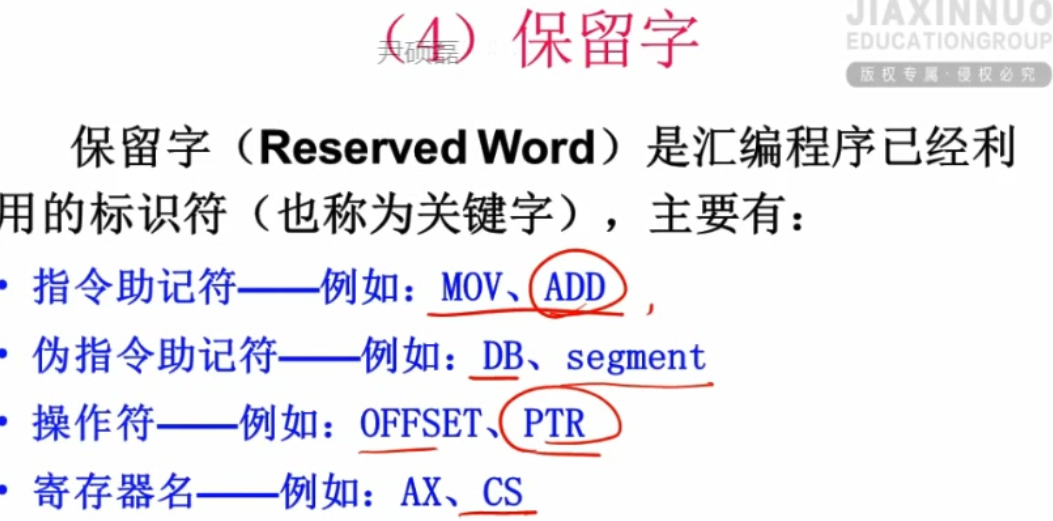 JIAXINNUO
EDUCATIONGROUP
版权专属·侵权必究
（4）保留字
尹硕磊
保留字（Reserved Word）是汇编程序已经利
用的标识符（也称为关键字），主要有：
• 指令助记符——例如：MOV、ADD
• 伪指令助记符——例如：DB、segment
• 操作符——例如：OFFSET、PTR
• 寄存器名——例如：AX、CS